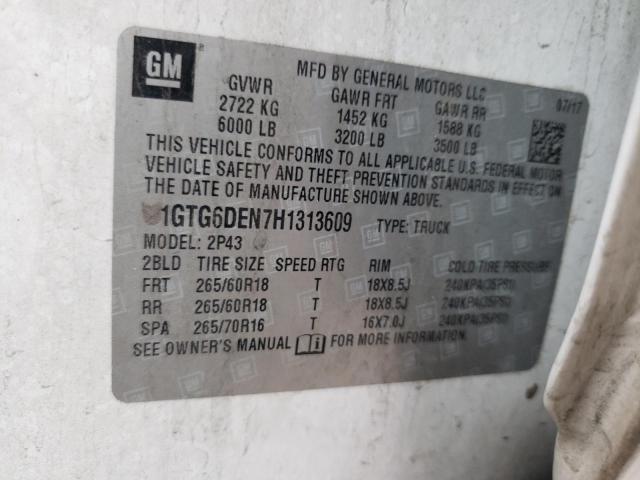 GM
MFD BY GENERAL MOTORS LLC
07/17
GVWR GAWR FRT GAWR RR
2722 KG 1452 KG 1588 KG
6000 LB 3200 LB 3500 LB
THIS VEHICLE CONFORMS TO ALL APPLICABLE U.S. FEDERAL MOTOR
VEHICLE SAFETY AND THEFT PREVENTION STANDARDS IN EFFECT ON
THE DATE OF MANUFACTURE SHOWN ABOVE.
1GTG6DEN7H1313609 TYPE: TRUCK
MODEL: 2P43
2BLD TIRE SIZE SPEED RTG RIM COLD TIRE PRESSURE
FRT 265/60R18 T 18X8.5J 240KPA(35PSI)
RR 265/60R18 T 18X8.5J 240KPA(35PSI)
SPA 265/70R16 T 16X7.0J 240KPA(35PSI)
SEE OWNER'S MANUAL FOR MORE INFORMATION.